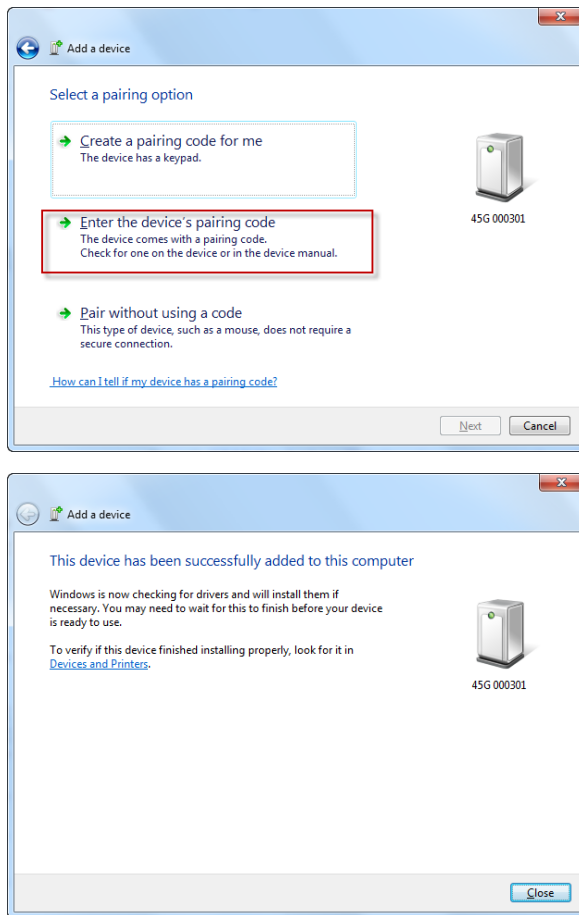 Add a device
Select a pairing option
Create a pairing code for me
The device has a keypad.
Enter the device's pairing code
The device comes with a pairing code.
Check for one on the device or in the device manual.
45G 000301
Pair without using a code
This type of device, such as a mouse, does not require a
secure connection.
How can I tell if my device has a pairing code?
Next Cancel
Add a device
This device has been successfully added to this computer
Windows is now checking for drivers and will install them if
necessary. You may need to wait for this to finish before your device
is ready to use.
To verify if this device finished installing properly, look for it in
Devices and Printers.
45G 000301
Close